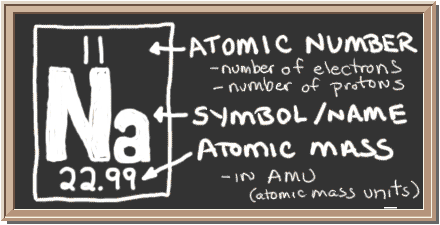 11
ATOMIC NUMBER
-number of electrons
-number of protons
Na
SYMBOL/NAME
ATOMIC MASS
22.99
-IN AMU
(atomic mass units)